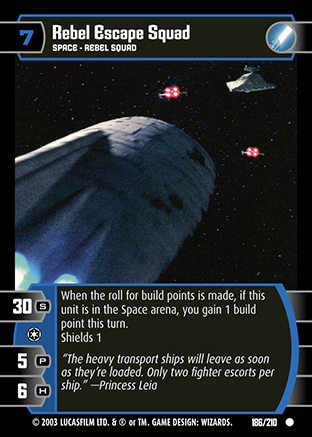 7
Rebel Escape Squad
SPACE - REBEL SQUAD
30 S
When the roll for build points is made, if this
unit is in the Space arena, you gain 1 build
point this turn.
Shields 1
5 P
"The heavy transport ships will leave as soon
as they're loaded. Only two fighter escorts per
ship." —Princess Leia
6 H
© 2003 LUCASFILM LTD. & ® or TM. GAME DESIGN: WIZARDS.
186/210